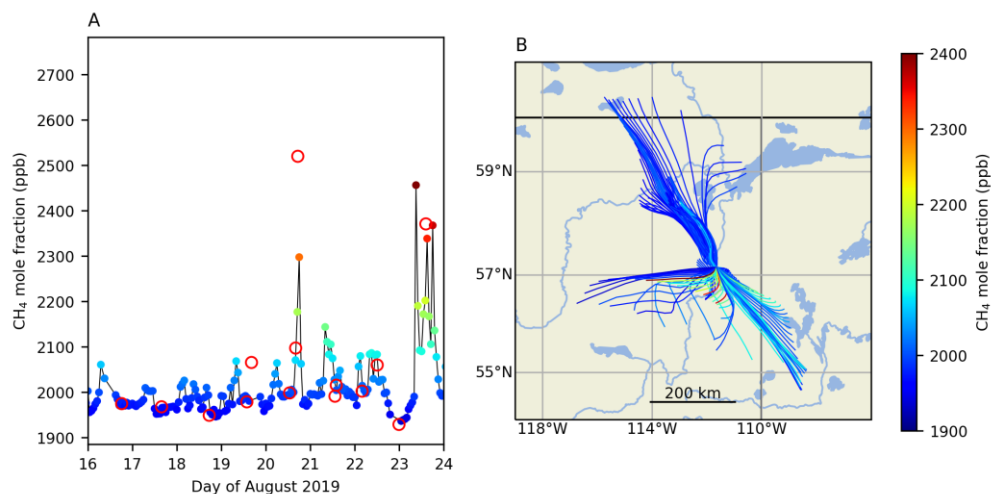 A
CH₄ mole fraction (ppb)
2700
2600
2500
2400
2300
2200
2100
2000
1900
16 17 18 19 20 21 22 23 24
Day of August 2019
B
59°N
57°N
55°N
200 km
118°W 114°W 110°W
2400
2300
2200
2100
2000
1900
CH₄ mole fraction (ppb)